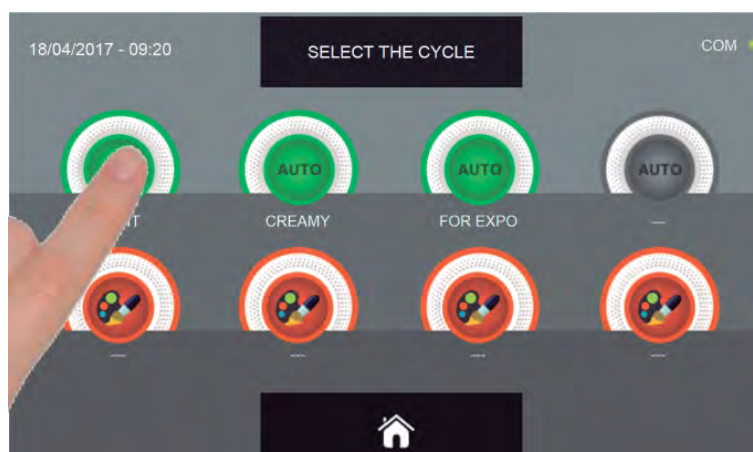 18/04/2017 - 09:20
SELECT THE CYCLE
COM
AUTO
AUTO
AUTO
CREAMY
FOR EXPO
---
---
---
---
---